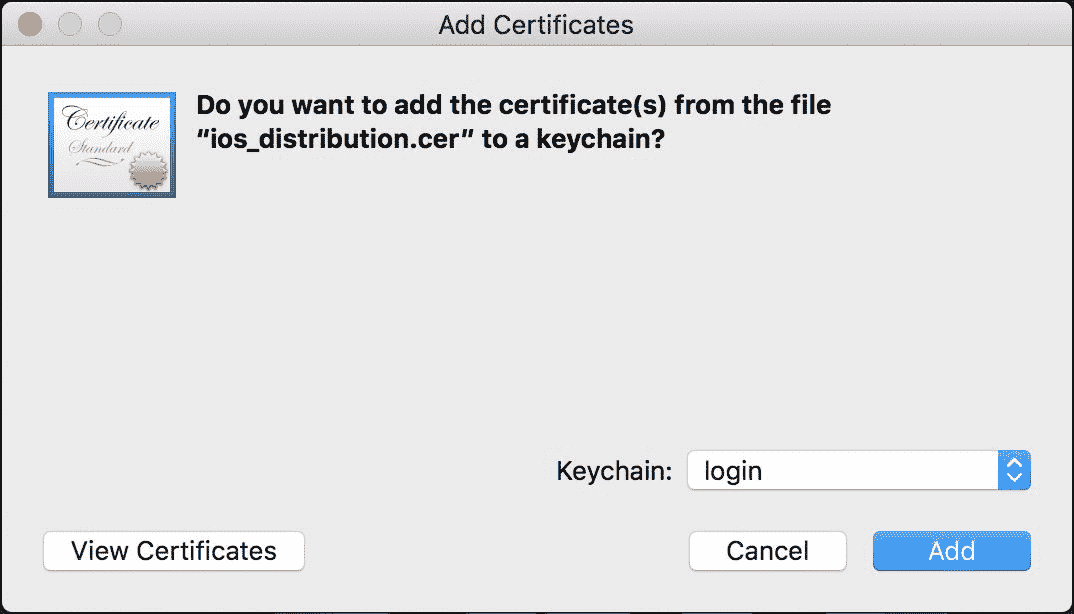 Add Certificates
Certificate
Standard
Do you want to add the certificate(s) from the file
“ios_distribution.cer” to a keychain?
Keychain:
login
View Certificates
Cancel
Add